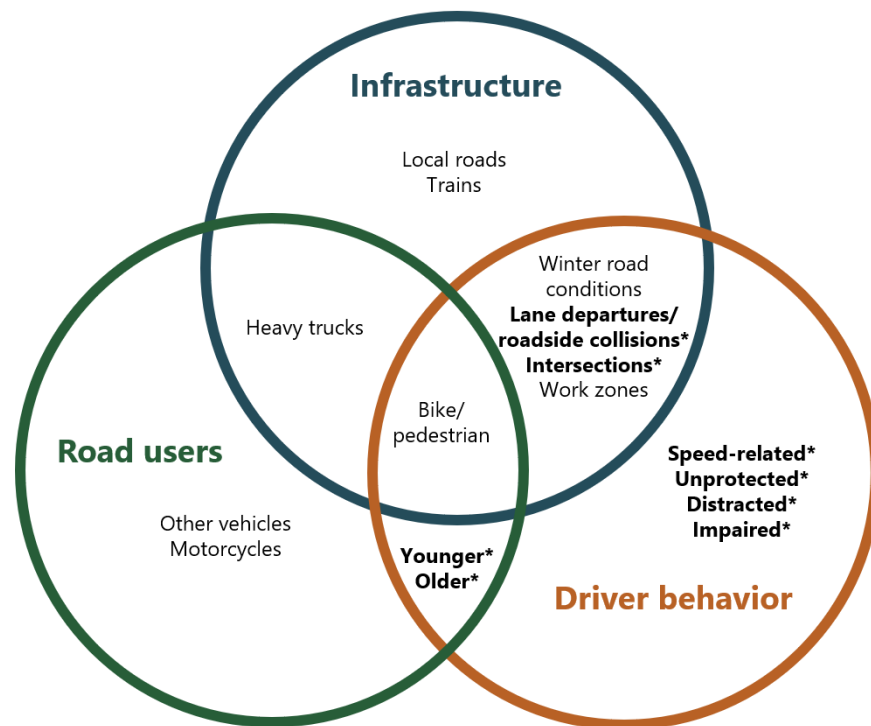 Infrastructure
Local roads
Trains
Winter road
conditions
Lane departures/
roadside collisions*
Intersections*
Work zones
Heavy trucks
Bike/
pedestrian
Road users
Other vehicles
Motorcycles
Speed-related*
Unprotected*
Distracted*
Impaired*
Younger*
Older*
Driver behavior